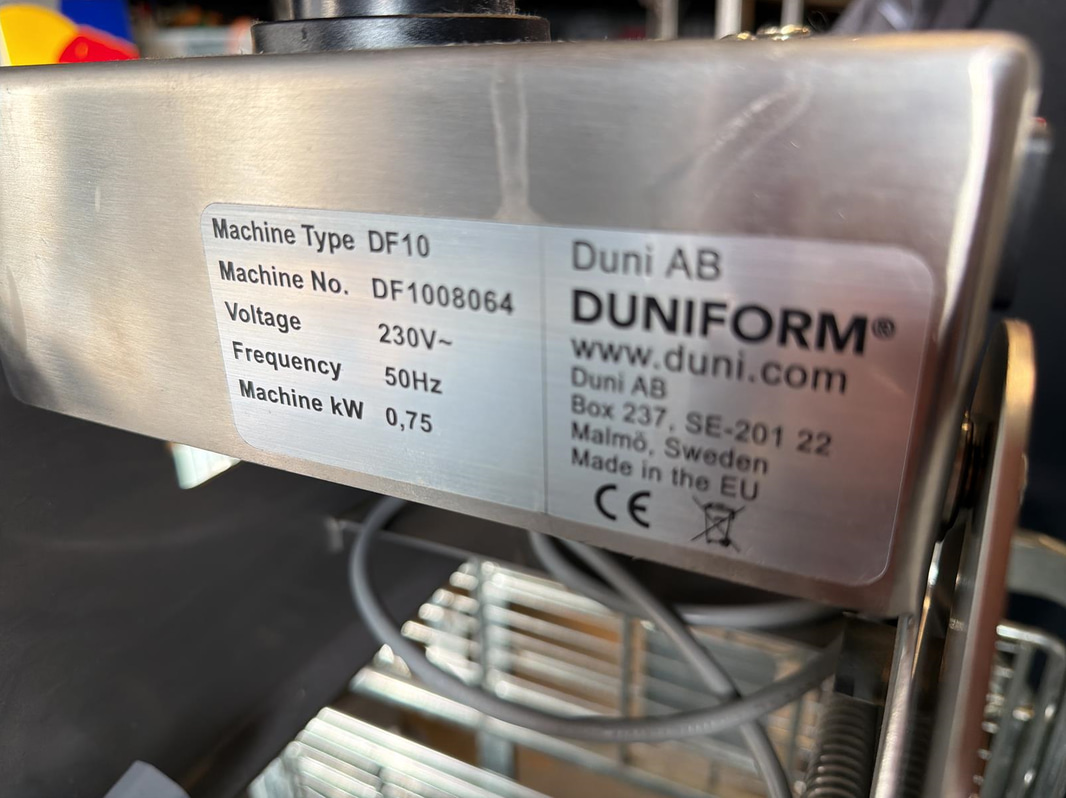 Machine Type DF10
Machine No. DF1008064
Voltage 230V~
Frequency 50Hz
Machine kW 0,75
Duni AB
DUNIFORM®
www.duni.com
Duni AB
Box 237, SE-201 22
Malmö, Sweden
Made in the EU
CE